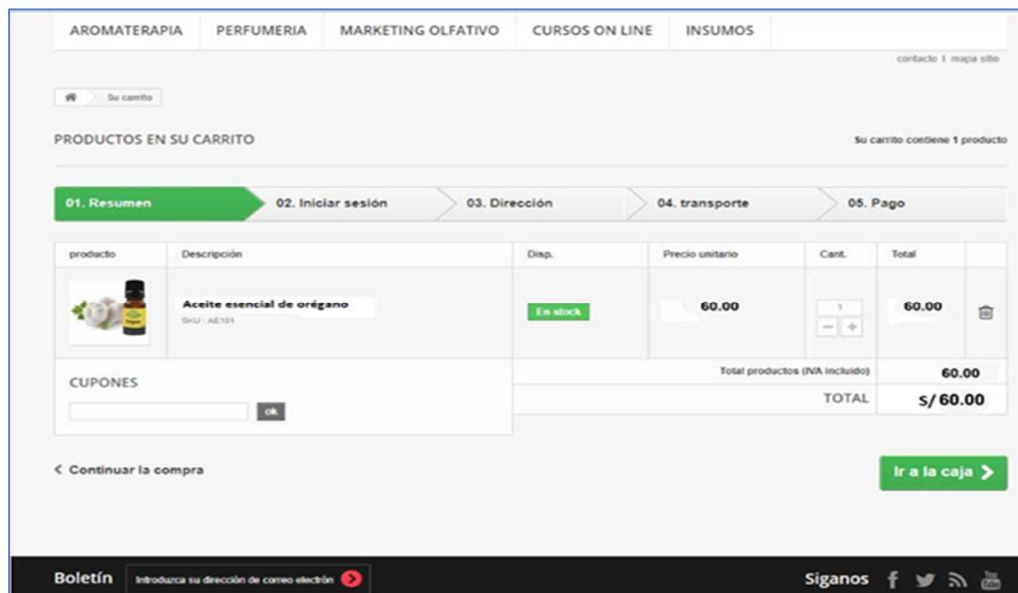 AROMATERAPIA PERFUMERIA MARKETING OLFATIVO CURSOS ON LINE INSUMOS
contacto I mapa sitio
Su carrito
PRODUCTOS EN SU CARRITO Su carrito contiene 1 producto
01. Resumen 02. Iniciar sesión 03. Dirección 04. transporte 05. Pago
producto Descripción Disp. Precio unitario Cant. Total
Aceite esencial de orégano En stock 60.00 1 60.00
SKU : AE101
- +
Total productos (IVA incluido) 60.00
CUPONES TOTAL S/ 60.00
ok
Continuar la compra Ir a la caja
Boletín Introduzca su dirección de correo electrón Siganos